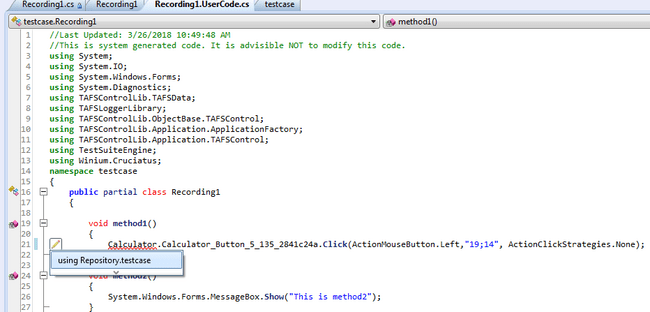 Recording1.cs Recording1 Recording1.UserCode.cs testcase
testcase.Recording1 method1()
1 //Last Updated: 3/26/2018 10:49:48 AM
2 //This is system generated code. It is advisible NOT to modify this code.
3 using System;
4 using System.IO;
5 using System.Windows.Forms;
6 using System.Diagnostics;
7 using TAFSControlLib.TAFSData;
8 using TAFSLoggerLibrary;
9 using TAFSControlLib.ObjectBase.TAFSControl;
10 using TAFSControlLib.Application.ApplicationFactory;
11 using TAFSControlLib.Application.TAFSControl;
12 using TestSuiteEngine;
13 using Winium.Cruciatus;
14 namespace testcase
15 {
16 public partial class Recording1
17 {
18
19 void method1()
20 {
21 Calculator.Calculator_Button_5_135_2841c24a.Click(ActionMouseButton.Left,"19;14", ActionClickStrategies.None);
22
using Repository.testcase
23
24 void method2()
25 {
26 System.Windows.Forms.MessageBox.Show("This is method2");
27 }